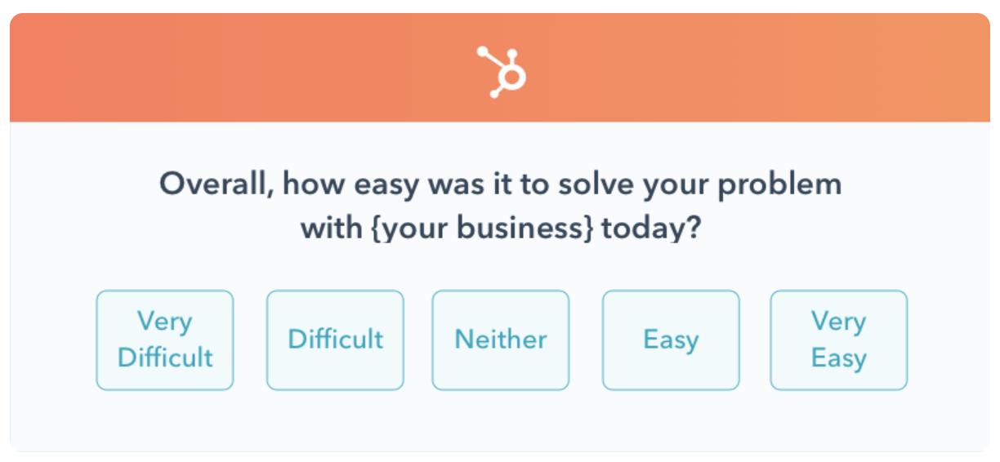 Overall, how easy was it to solve your problem
with {your business} today?
Very
Difficult
Difficult
Neither
Easy
Very
Easy